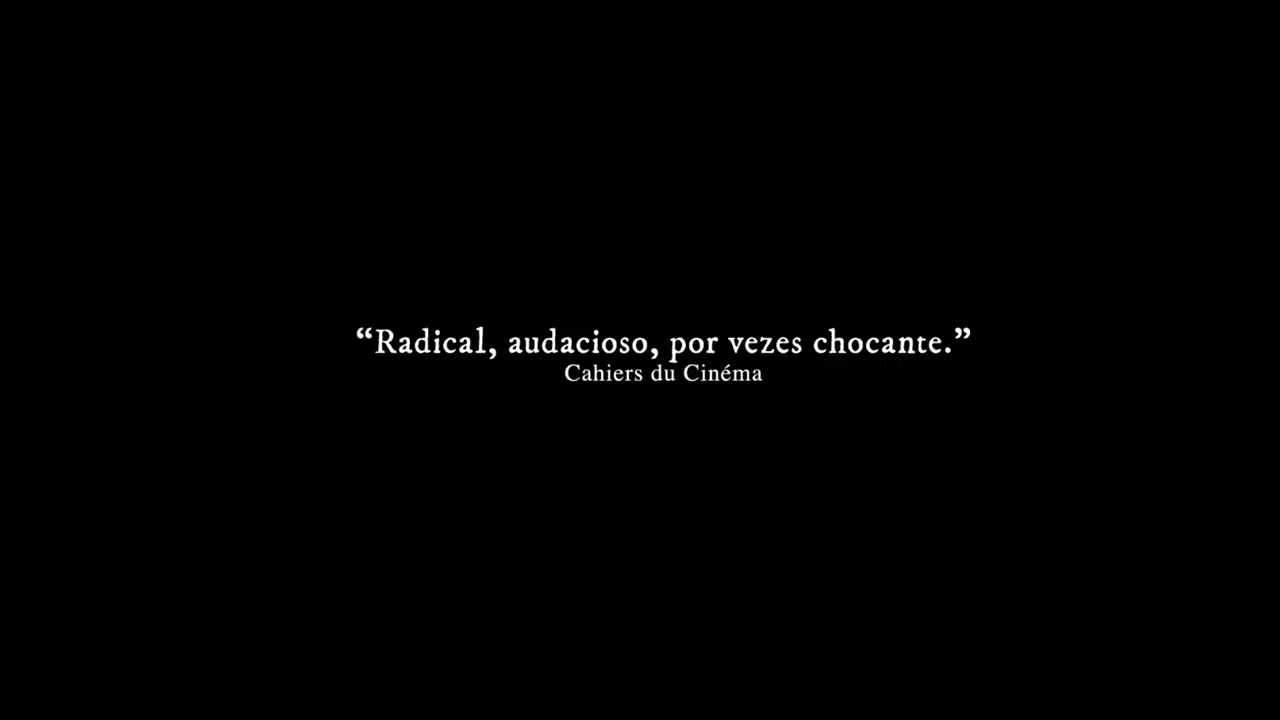 “Radical, audacioso, por vezes chocante.”
Cahiers du Cinéma